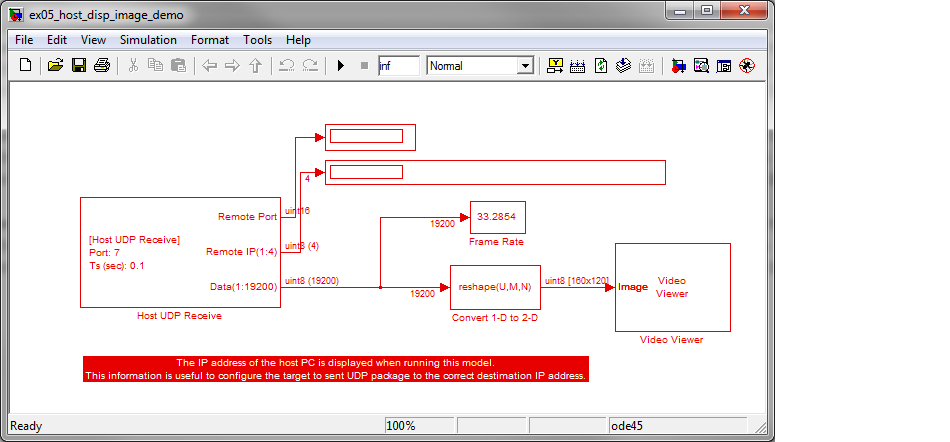 ex05_host_disp_image_demo
File Edit View Simulation Format Tools Help
inf Normal
4
Remote Port
uint16
[Host UDP Receive]
Port: 7
Ts (sec): 0.1
Remote IP(1:4)
uint8 (4)
Data(1:19200)
uint8 (19200)
Host UDP Receive
19200
33.2854
Frame Rate
19200
reshape(U,M,N)
Convert 1-D to 2-D
uint8 [160x120]
Image
Video
Viewer
Video Viewer
The IP address of the host PC is displayed when running this model.
This information is useful to configure the target to sent UDP package to the correct destimation IP address.
Ready 100% ode45